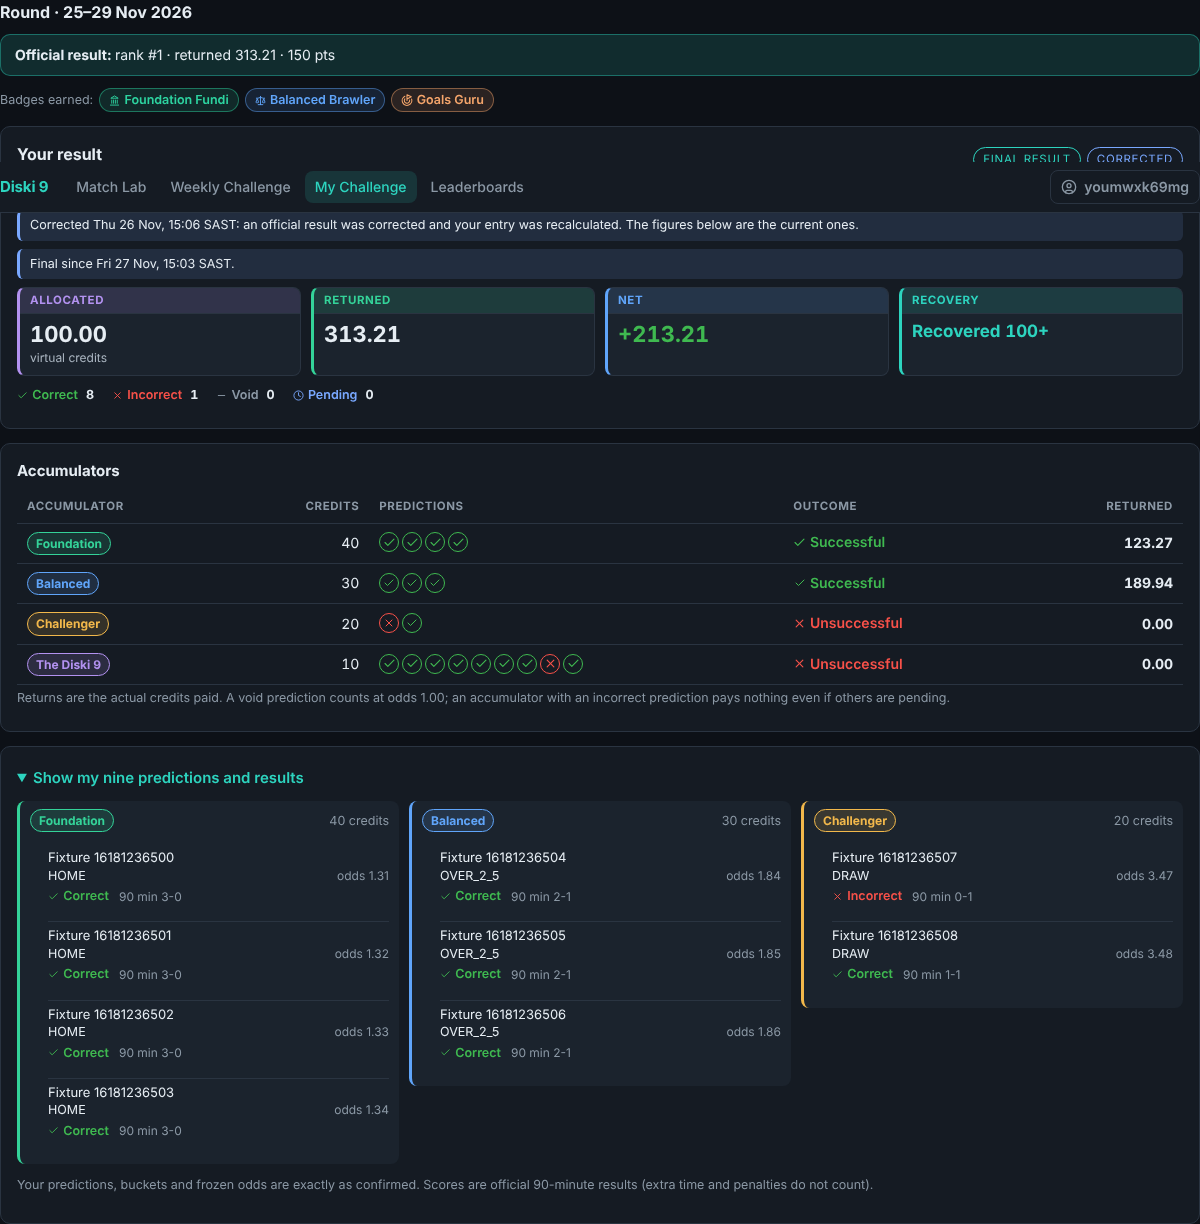 Round · 25–29 Nov 2026
Official result: rank #1 · returned 313.21 · 150 pts
Badges earned: Foundation Fundi Balanced Brawler Goals Guru
Your result
FINAL RESULT CORRECTED
Diski 9 Match Lab Weekly Challenge My Challenge Leaderboards youmwxk69mg
Corrected Thu 26 Nov, 15:06 SAST: an official result was corrected and your entry was recalculated. The figures below are the current ones.
Final since Fri 27 Nov, 15:03 SAST.
ALLOCATED
100.00
virtual credits
RETURNED
313.21
NET
+213.21
RECOVERY
Recovered 100+
Correct 8 Incorrect 1 Void 0 Pending 0
Accumulators
ACCUMULATOR CREDITS PREDICTIONS OUTCOME RETURNED
Foundation 40 Successful 123.27
Balanced 30 Successful 189.94
Challenger 20 Unsuccessful 0.00
The Diski 9 10 Unsuccessful 0.00
Returns are the actual credits paid. A void prediction counts at odds 1.00; an accumulator with an incorrect prediction pays nothing even if others are pending.
Show my nine predictions and results
Foundation 40 credits
Fixture 16181236500
HOME odds 1.31
Correct 90 min 3-0
Fixture 16181236501
HOME odds 1.32
Correct 90 min 3-0
Fixture 16181236502
HOME odds 1.33
Correct 90 min 3-0
Fixture 16181236503
HOME odds 1.34
Correct 90 min 3-0
Balanced 30 credits
Fixture 16181236504
OVER_2_5 odds 1.84
Correct 90 min 2-1
Fixture 16181236505
OVER_2_5 odds 1.85
Correct 90 min 2-1
Fixture 16181236506
OVER_2_5 odds 1.86
Correct 90 min 2-1
Challenger 20 credits
Fixture 16181236507
DRAW odds 3.47
Incorrect 90 min 0-1
Fixture 16181236508
DRAW odds 3.48
Correct 90 min 1-1
Your predictions, buckets and frozen odds are exactly as confirmed. Scores are official 90-minute results (extra time and penalties do not count).